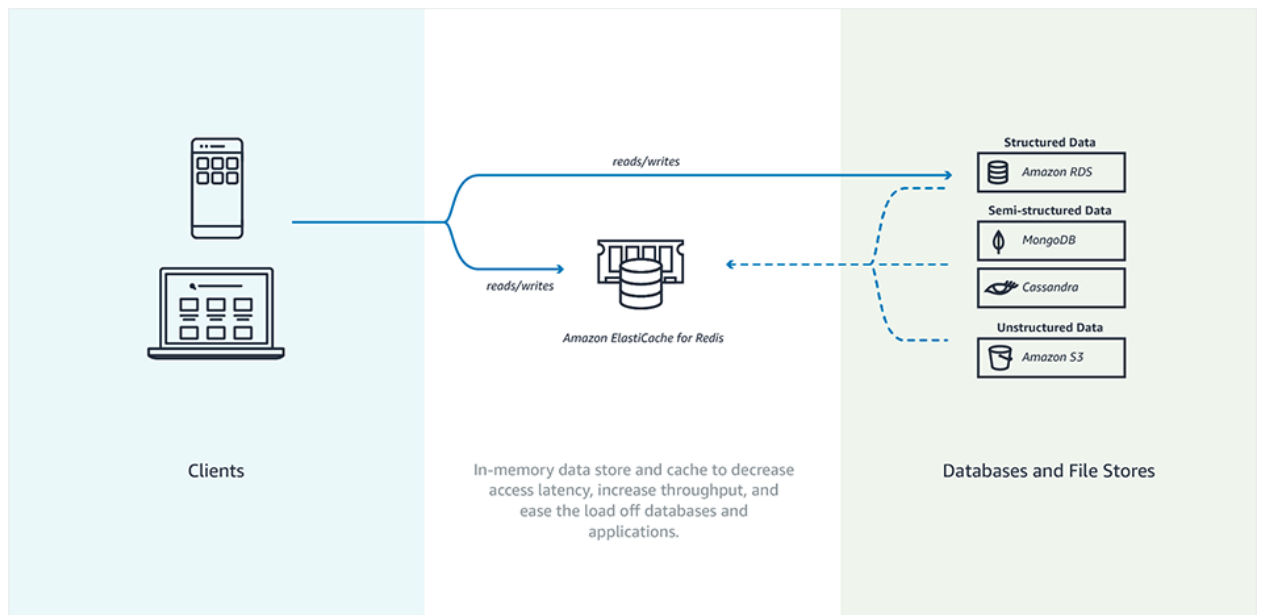 reads/writes
Structured Data
Amazon RDS
Semi-structured Data
MongoDB
Cassandra
Unstructured Data
Amazon S3
reads/writes
Amazon ElastiCache for Redis
Clients
In-memory data store and cache to decrease
access latency, increase throughput, and
ease the load off databases and
applications.
Databases and File Stores